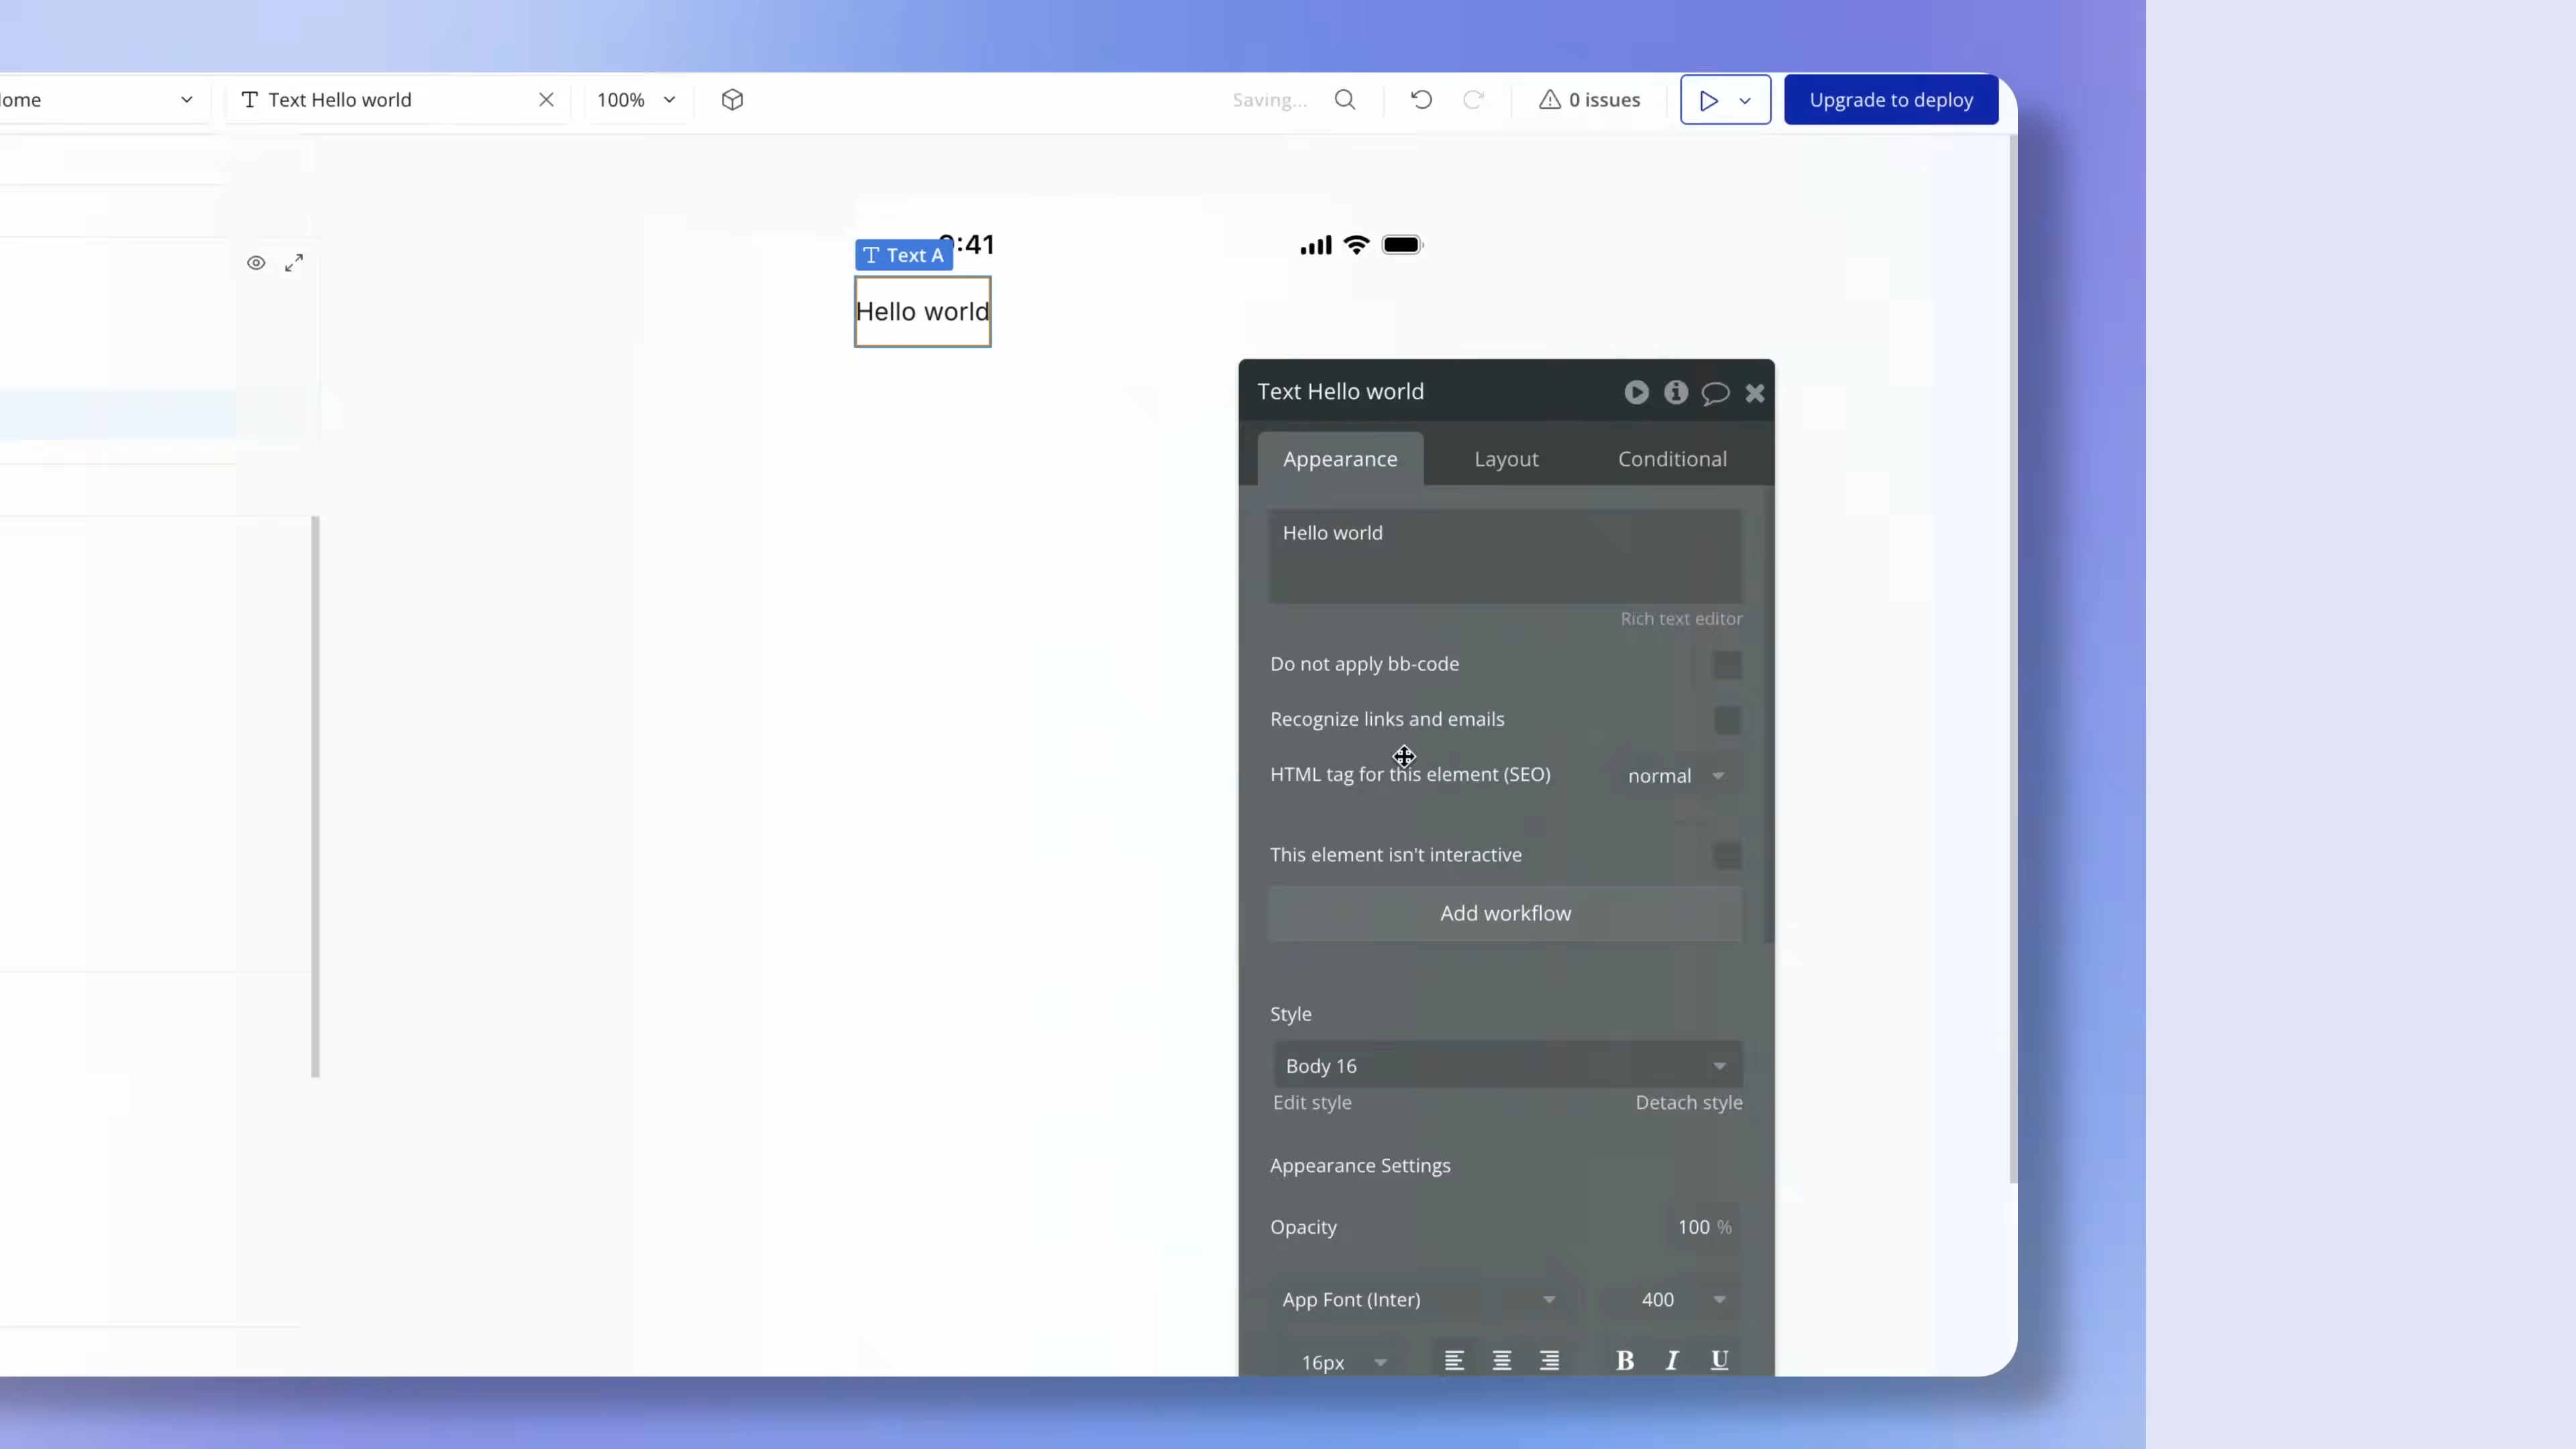 ome
Text Hello world
100%
Saving...
0 issues
Upgrade to deploy
:41
Text A
Hello world
Text Hello world
Appearance
Layout
Conditional
Hello world
Rich text editor
Do not apply bb-code
Recognize links and emails
HTML tag for this element (SEO)
normal
This element isn't interactive
Add workflow
Style
Body 16
Edit style
Detach style
Appearance Settings
Opacity
100 %
App Font (Inter)
400
16px
B I U